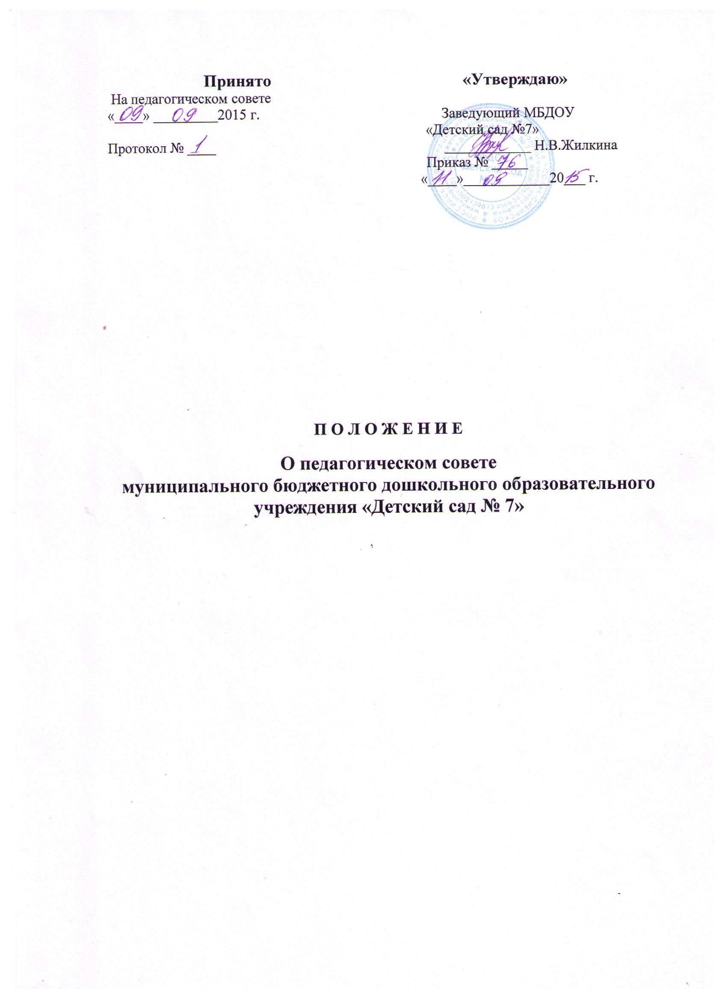 Принято
На педагогическом совете
«09» 09 2015 г.
Протокол № 1
«Утверждаю»
Заведующий МБДОУ
«Детский сад №7»
Н.В.Жилкина
Приказ № 76
«11» 09 2015 г.
П О Л О Ж Е Н И Е
О педагогическом совете
муниципального бюджетного дошкольного образовательного
учреждения «Детский сад № 7»